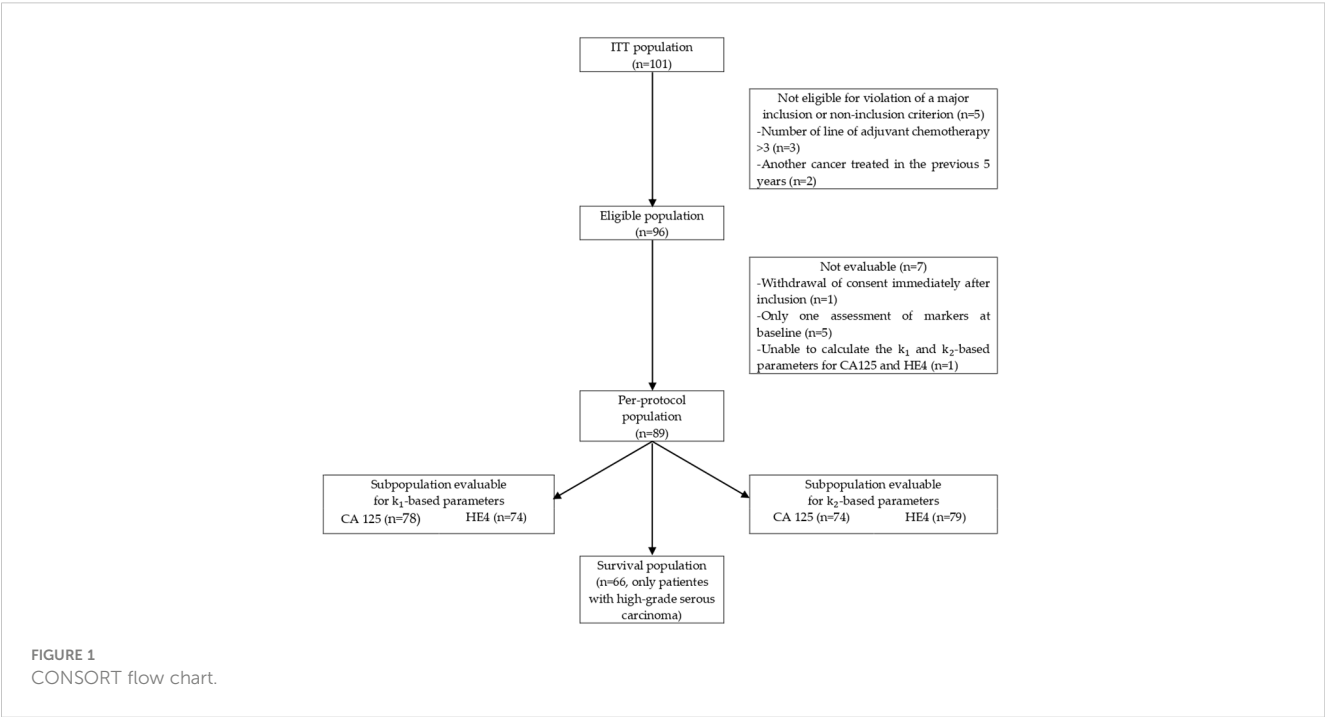 ITT population
(n=101)
Not eligible for violation of a major
inclusion or non-inclusion criterion (n=5)
-Number of line of adjuvant chemotherapy
>3 (n=3)
-Another cancer treated in the previous 5
years (n=2)
Eligible population
(n=96)
Not evaluable (n=7)
-Withdrawal of consent immediately after
inclusion (n=1)
-Only one assessment of markers at
baseline (n=5)
-Unable to calculate the k₁ and k₂-based
parameters for CA125 and HE4 (n=1)
Per-protocol
population
(n=89)
Subpopulation evaluable
for k₁-based parameters
CA 125 (n=78) HE4 (n=74)
Subpopulation evaluable
for k₂-based parameters
CA 125 (n=74) HE4 (n=79)
Survival population
(n=66, only patientes
with high-grade serous
carcinoma)
FIGURE 1
CONSORT flow chart.